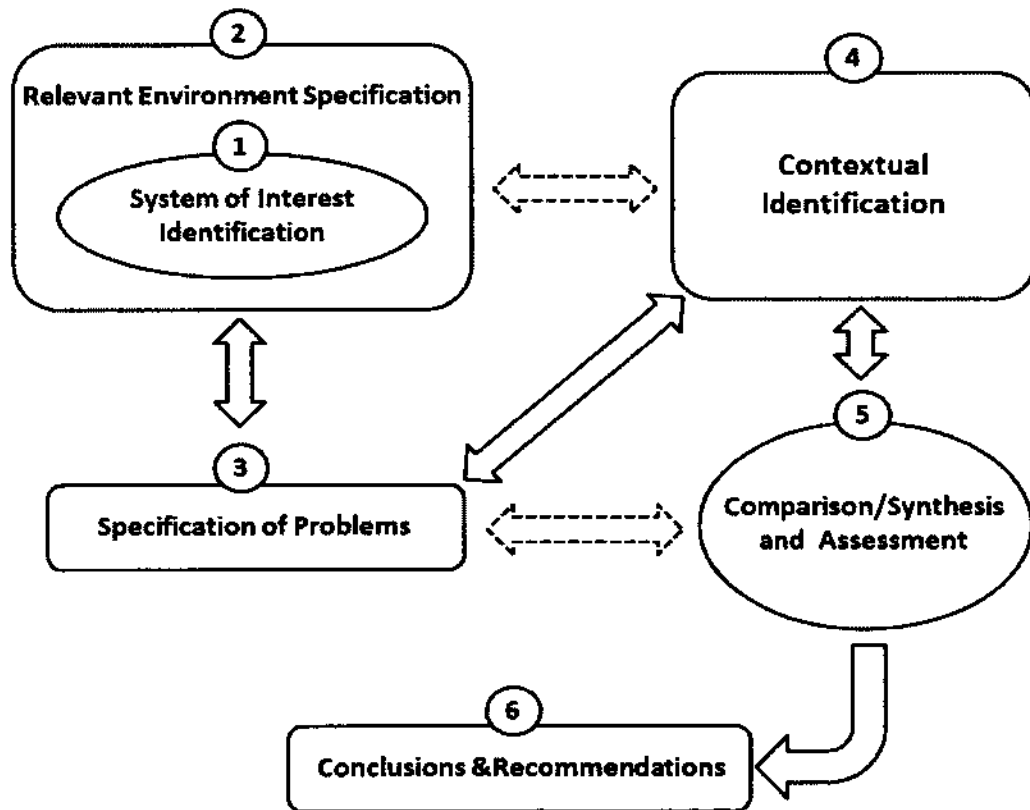 2
Relevant Environment Specification
1
System of Interest
Identification
4
Contextual
Identification
3
Specification of Problems
5
Comparison/Synthesis
and Assessment
6
Conclusions &Recommendations